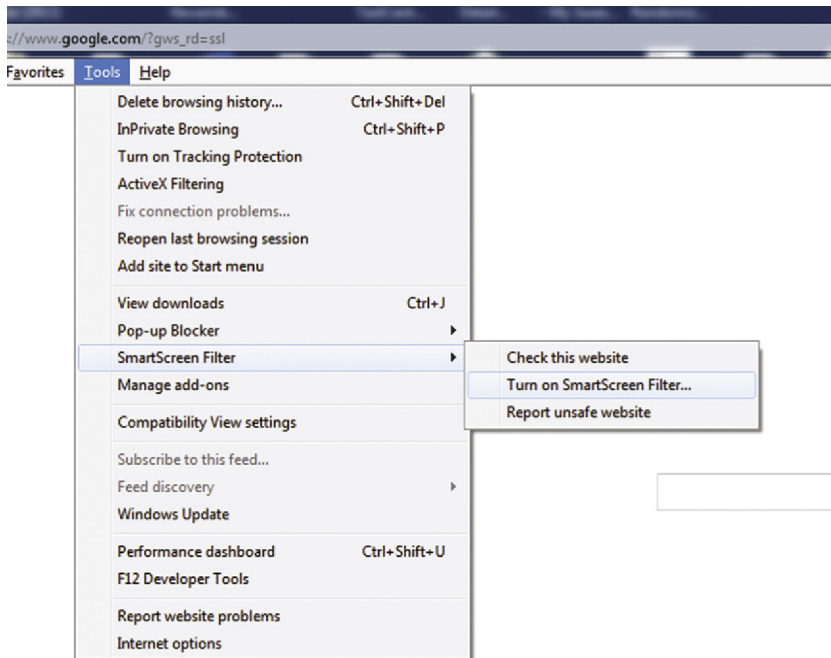 ://www.google.com/?gws_rd=ssl
Favorites Tools Help
Delete browsing history... Ctrl+Shift+Del
InPrivate Browsing Ctrl+Shift+P
Turn on Tracking Protection
ActiveX Filtering
Fix connection problems...
Reopen last browsing session
Add site to Start menu
View downloads Ctrl+J
Pop-up Blocker
SmartScreen Filter
Check this website
Manage add-ons
Turn on SmartScreen Filter...
Report unsafe website
Compatibility View settings
Subscribe to this feed...
Feed discovery
Windows Update
Performance dashboard Ctrl+Shift+U
F12 Developer Tools
Report website problems
Internet options